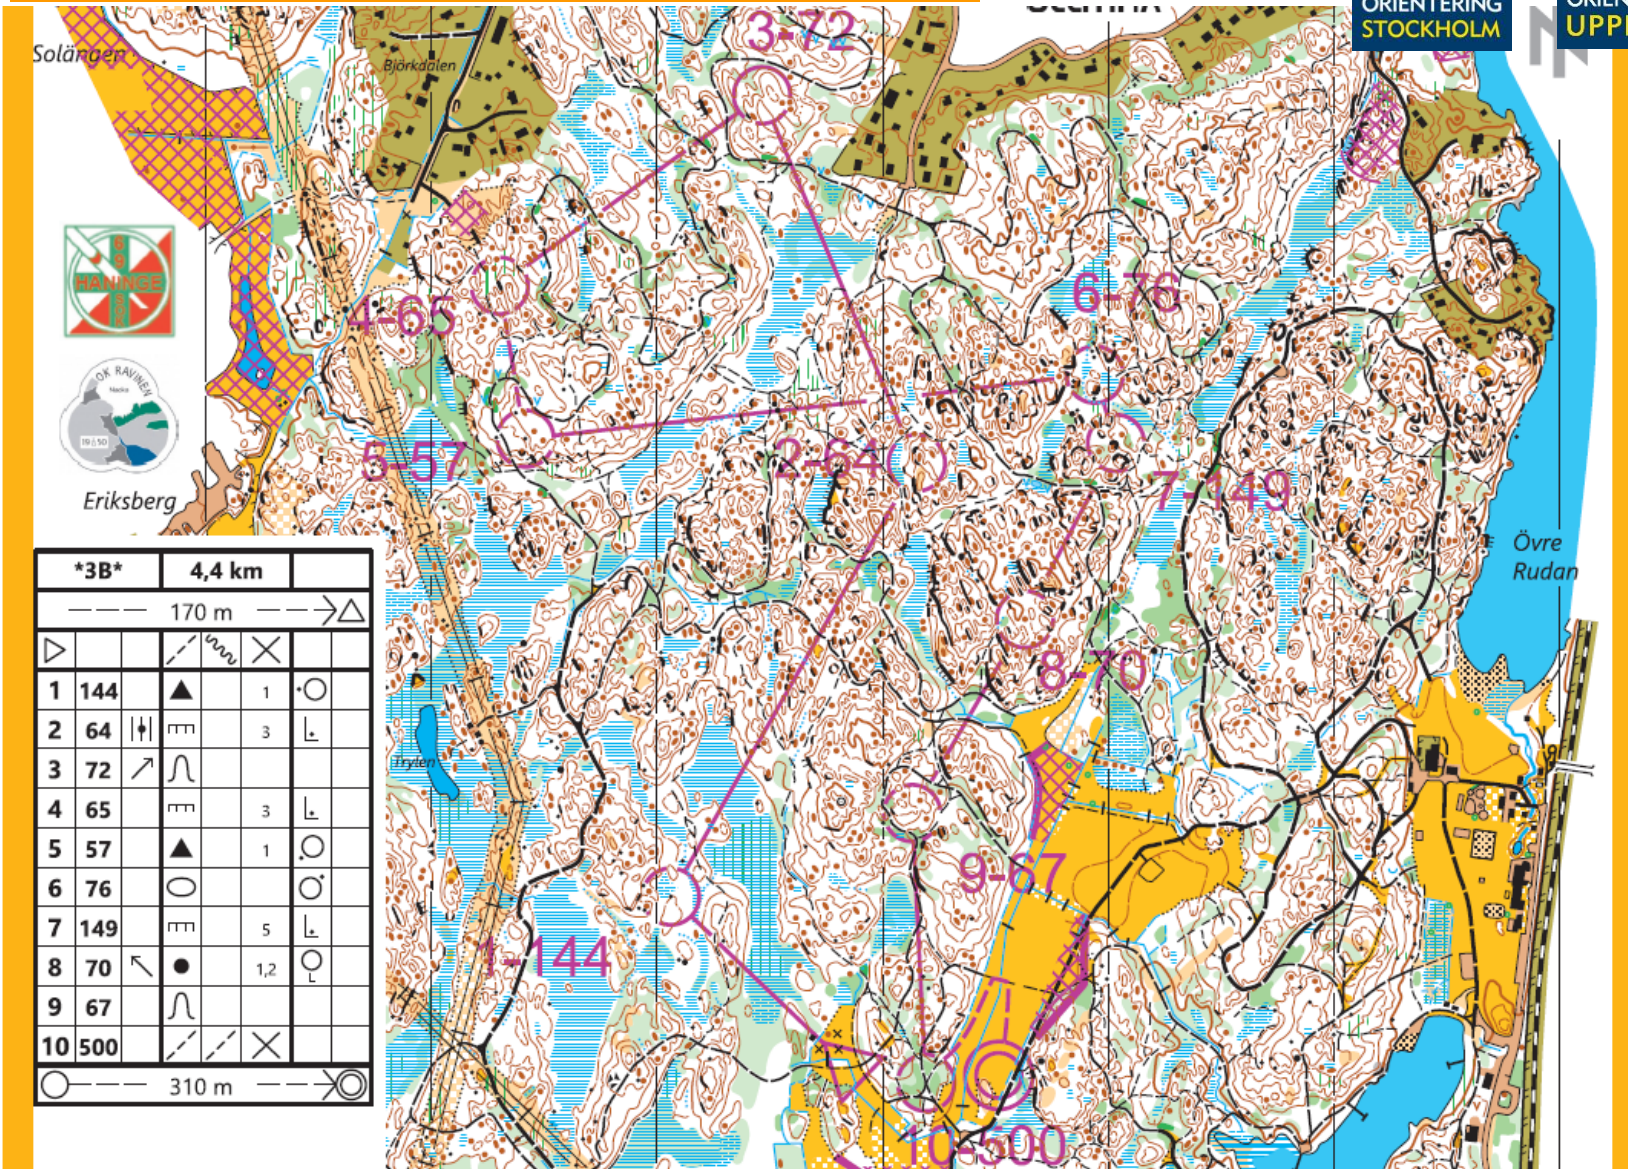 ORIENTERING
STOCKHOLM
UPPL
3-72
Solängen
Björkdalen
HANINGE
6-76
4-65
OK RAVINEN
Nacka
1950
5-57
2-64
7-149
Eriksberg
Övre
Rudan
*3B* 4,4 km
170 m
1 144 1
2 64 3
3 72
4 65 3
5 57 1
6 76
7 149 5
8 70 1,2
9 67
10 500
310 m
8-70
Trylen
9-67
1-144
10-500